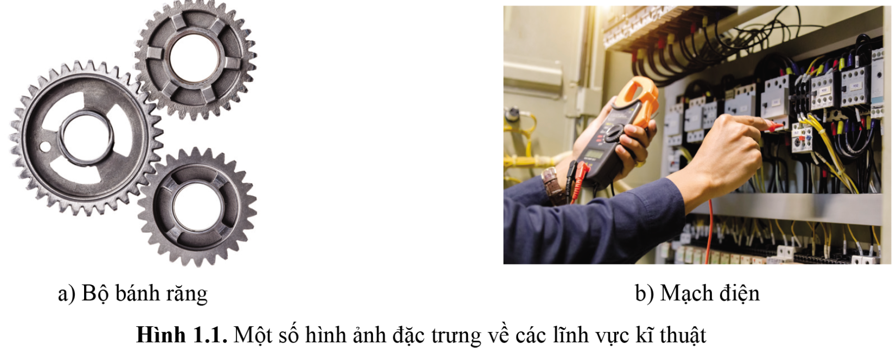 a) Bộ bánh răng
b) Mạch điện
Hình 1.1. Một số hình ảnh đặc trưng về các lĩnh vực kĩ thuật